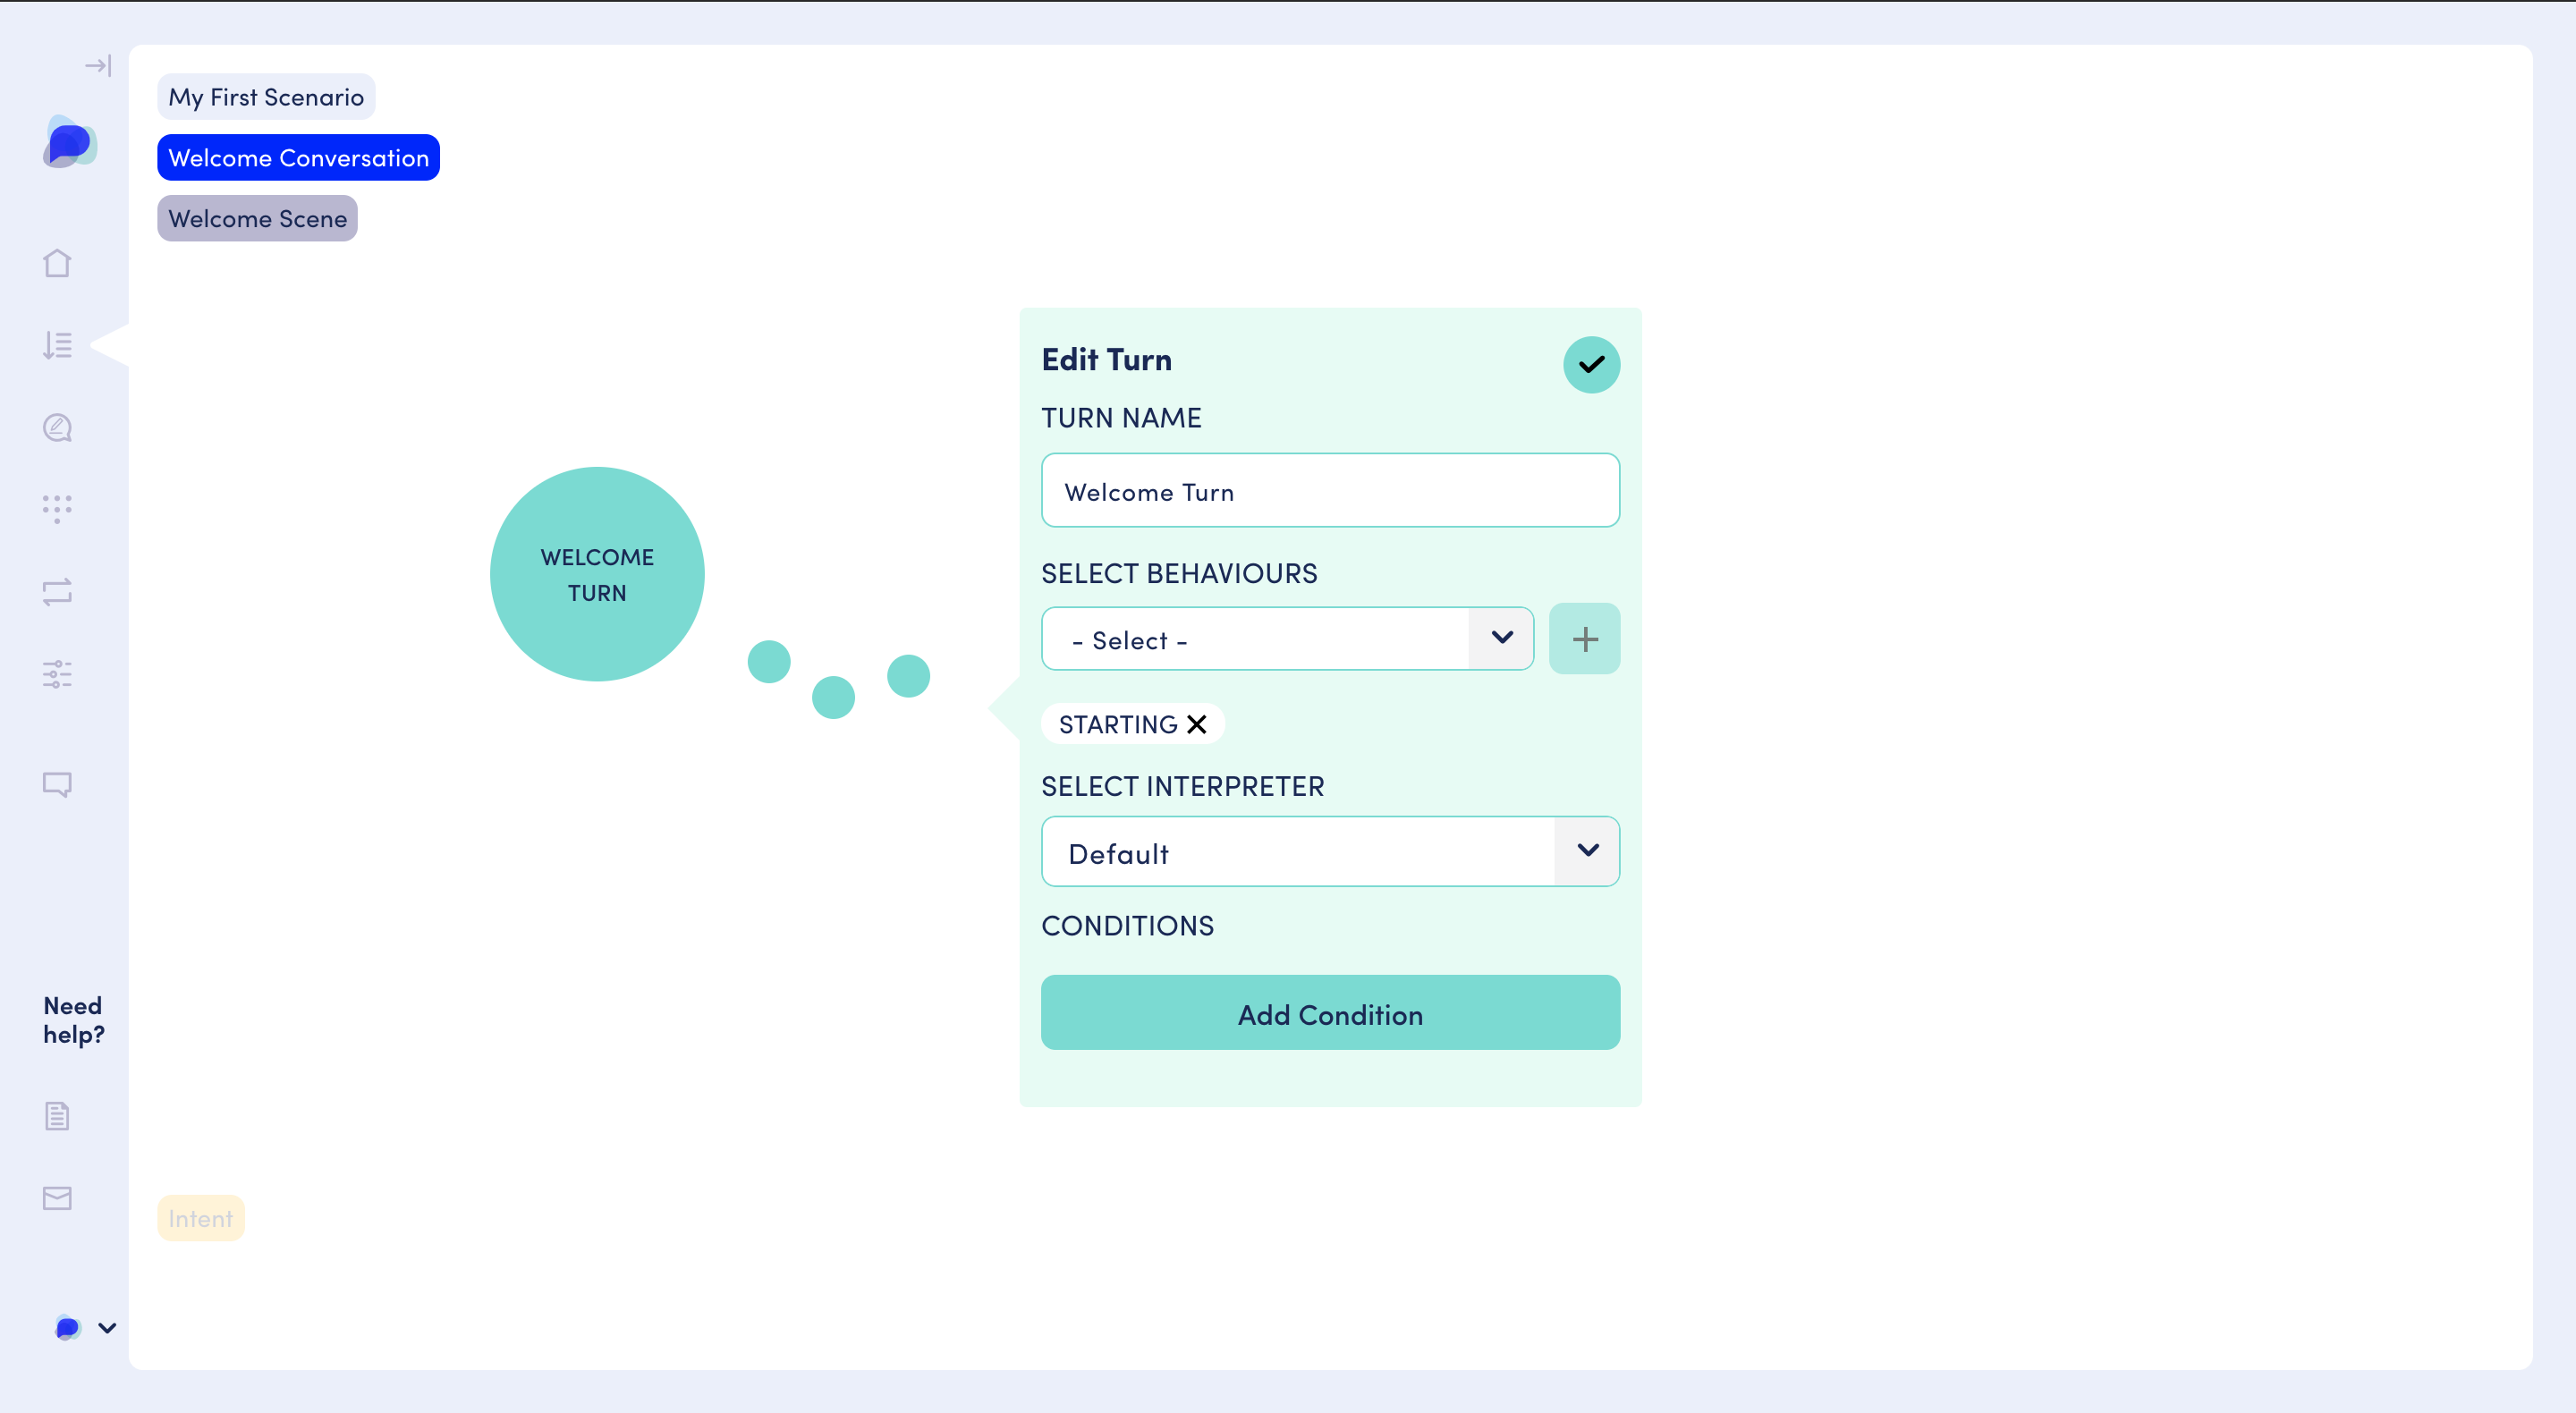 My First Scenario
Welcome Conversation
Welcome Scene
WELCOME
TURN
Edit Turn
TURN NAME
Welcome Turn
SELECT BEHAVIOURS
- Select -
STARTING
SELECT INTERPRETER
Default
CONDITIONS
Add Condition
Need
help?
Intent